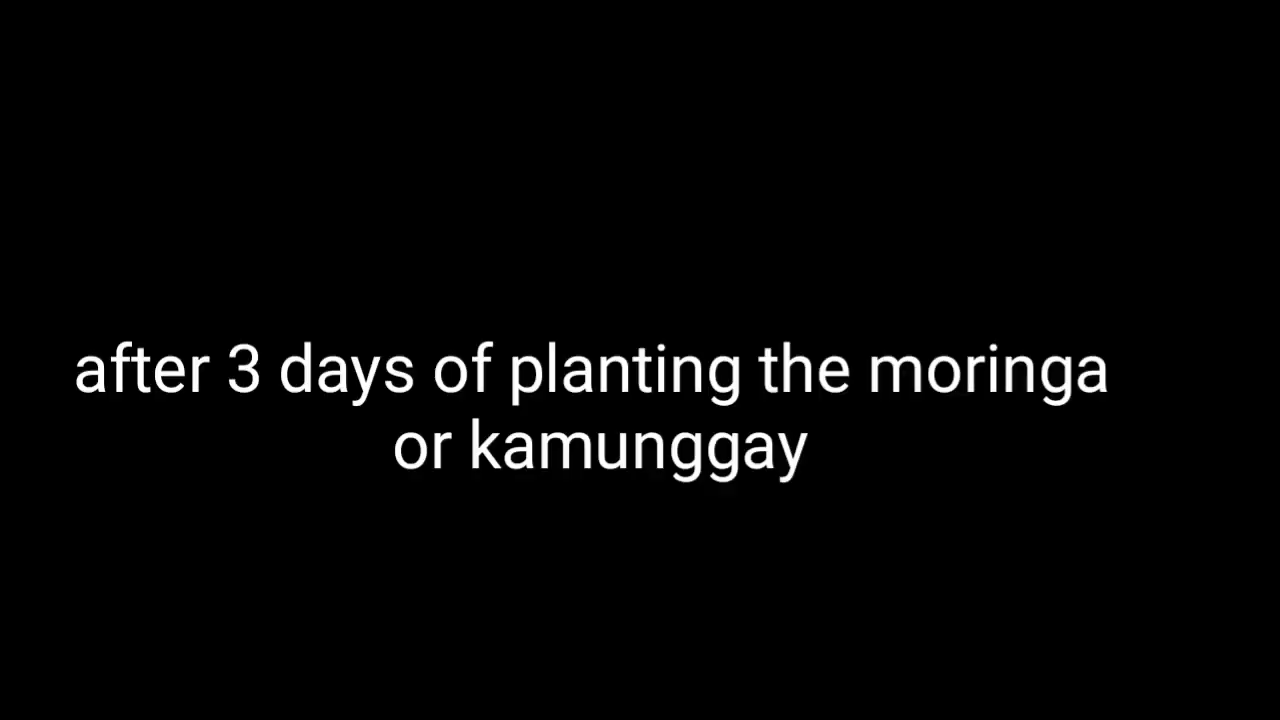 after 3 days of planting the moringa
or kamunggay